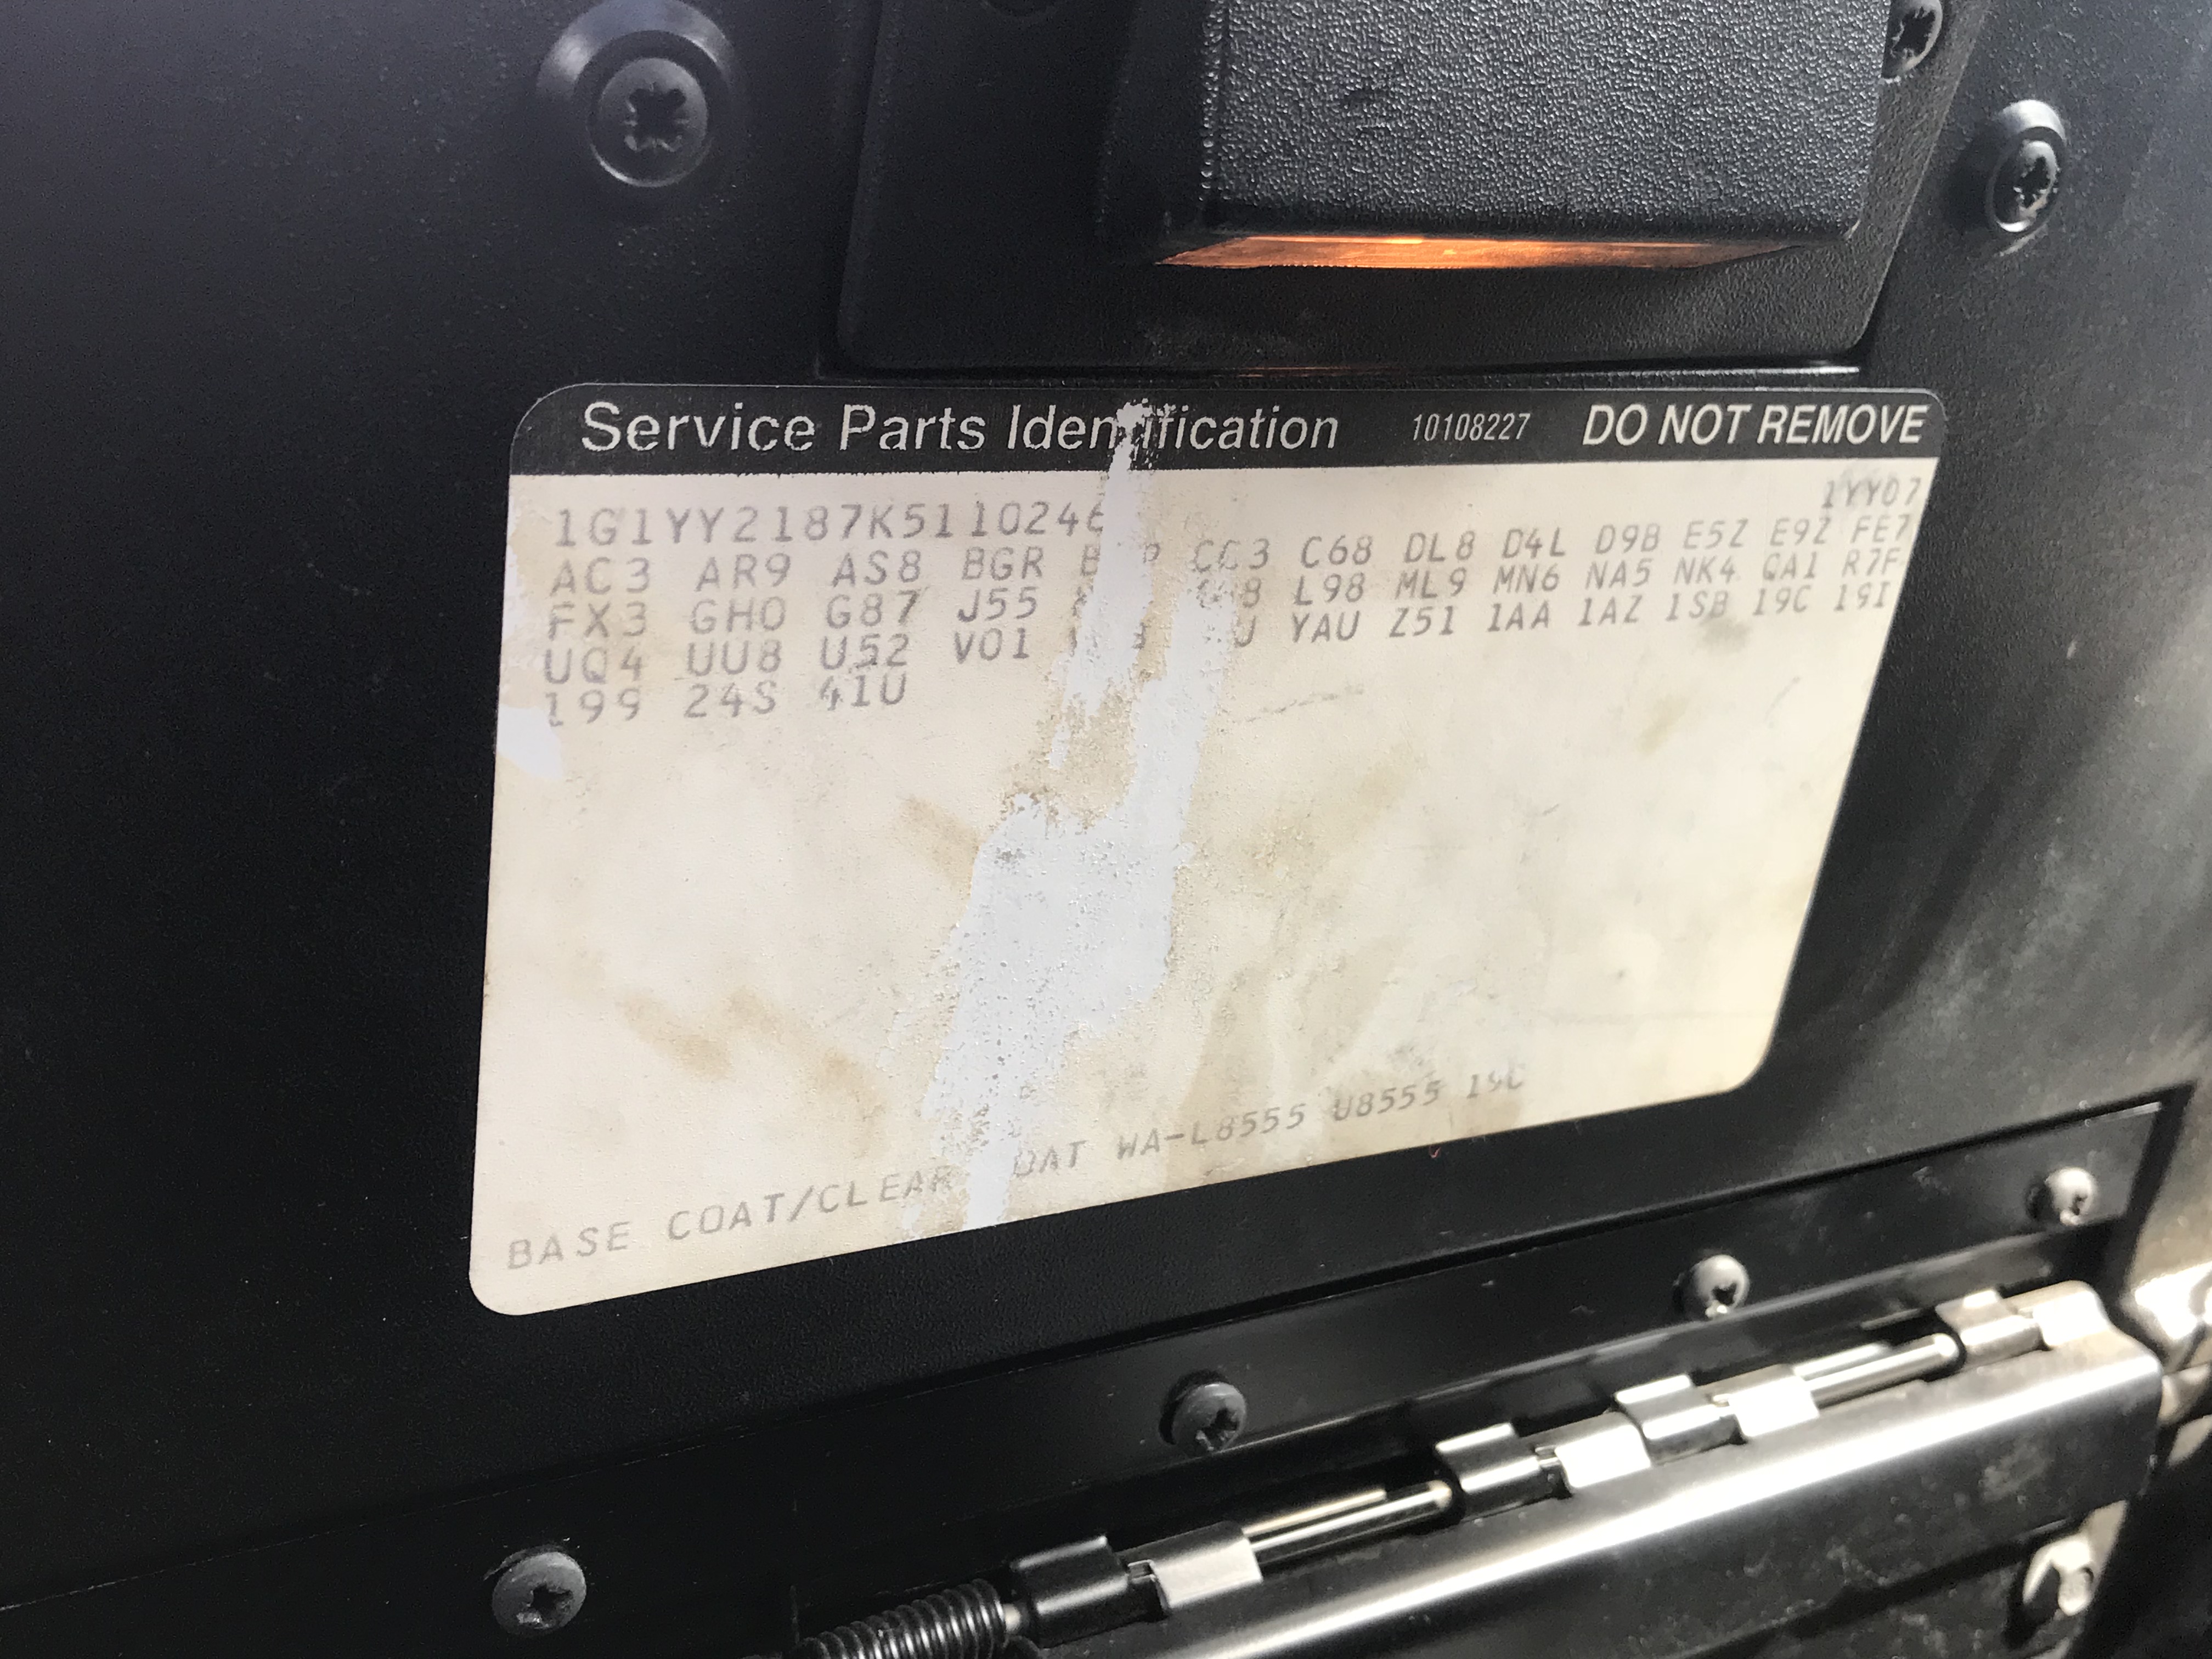 Service Parts Identification 10108227 DO NOT REMOVE
1YY07
1G1YY2187K5110246
AC3 AR9 AS8 BGR CC3 C68 DL8 D4L D9B E5Z E9Z FE7
FX3 GH0 G87 J55 L98 ML9 MN6 NA5 NK4 QA1
UQ4 UU8 U52 V01 YAU Z51 1AA 1AZ 1SB 19C 19I
199 24S 41U
BASE COAT/CLEAR WA-L8555 U8555 19C